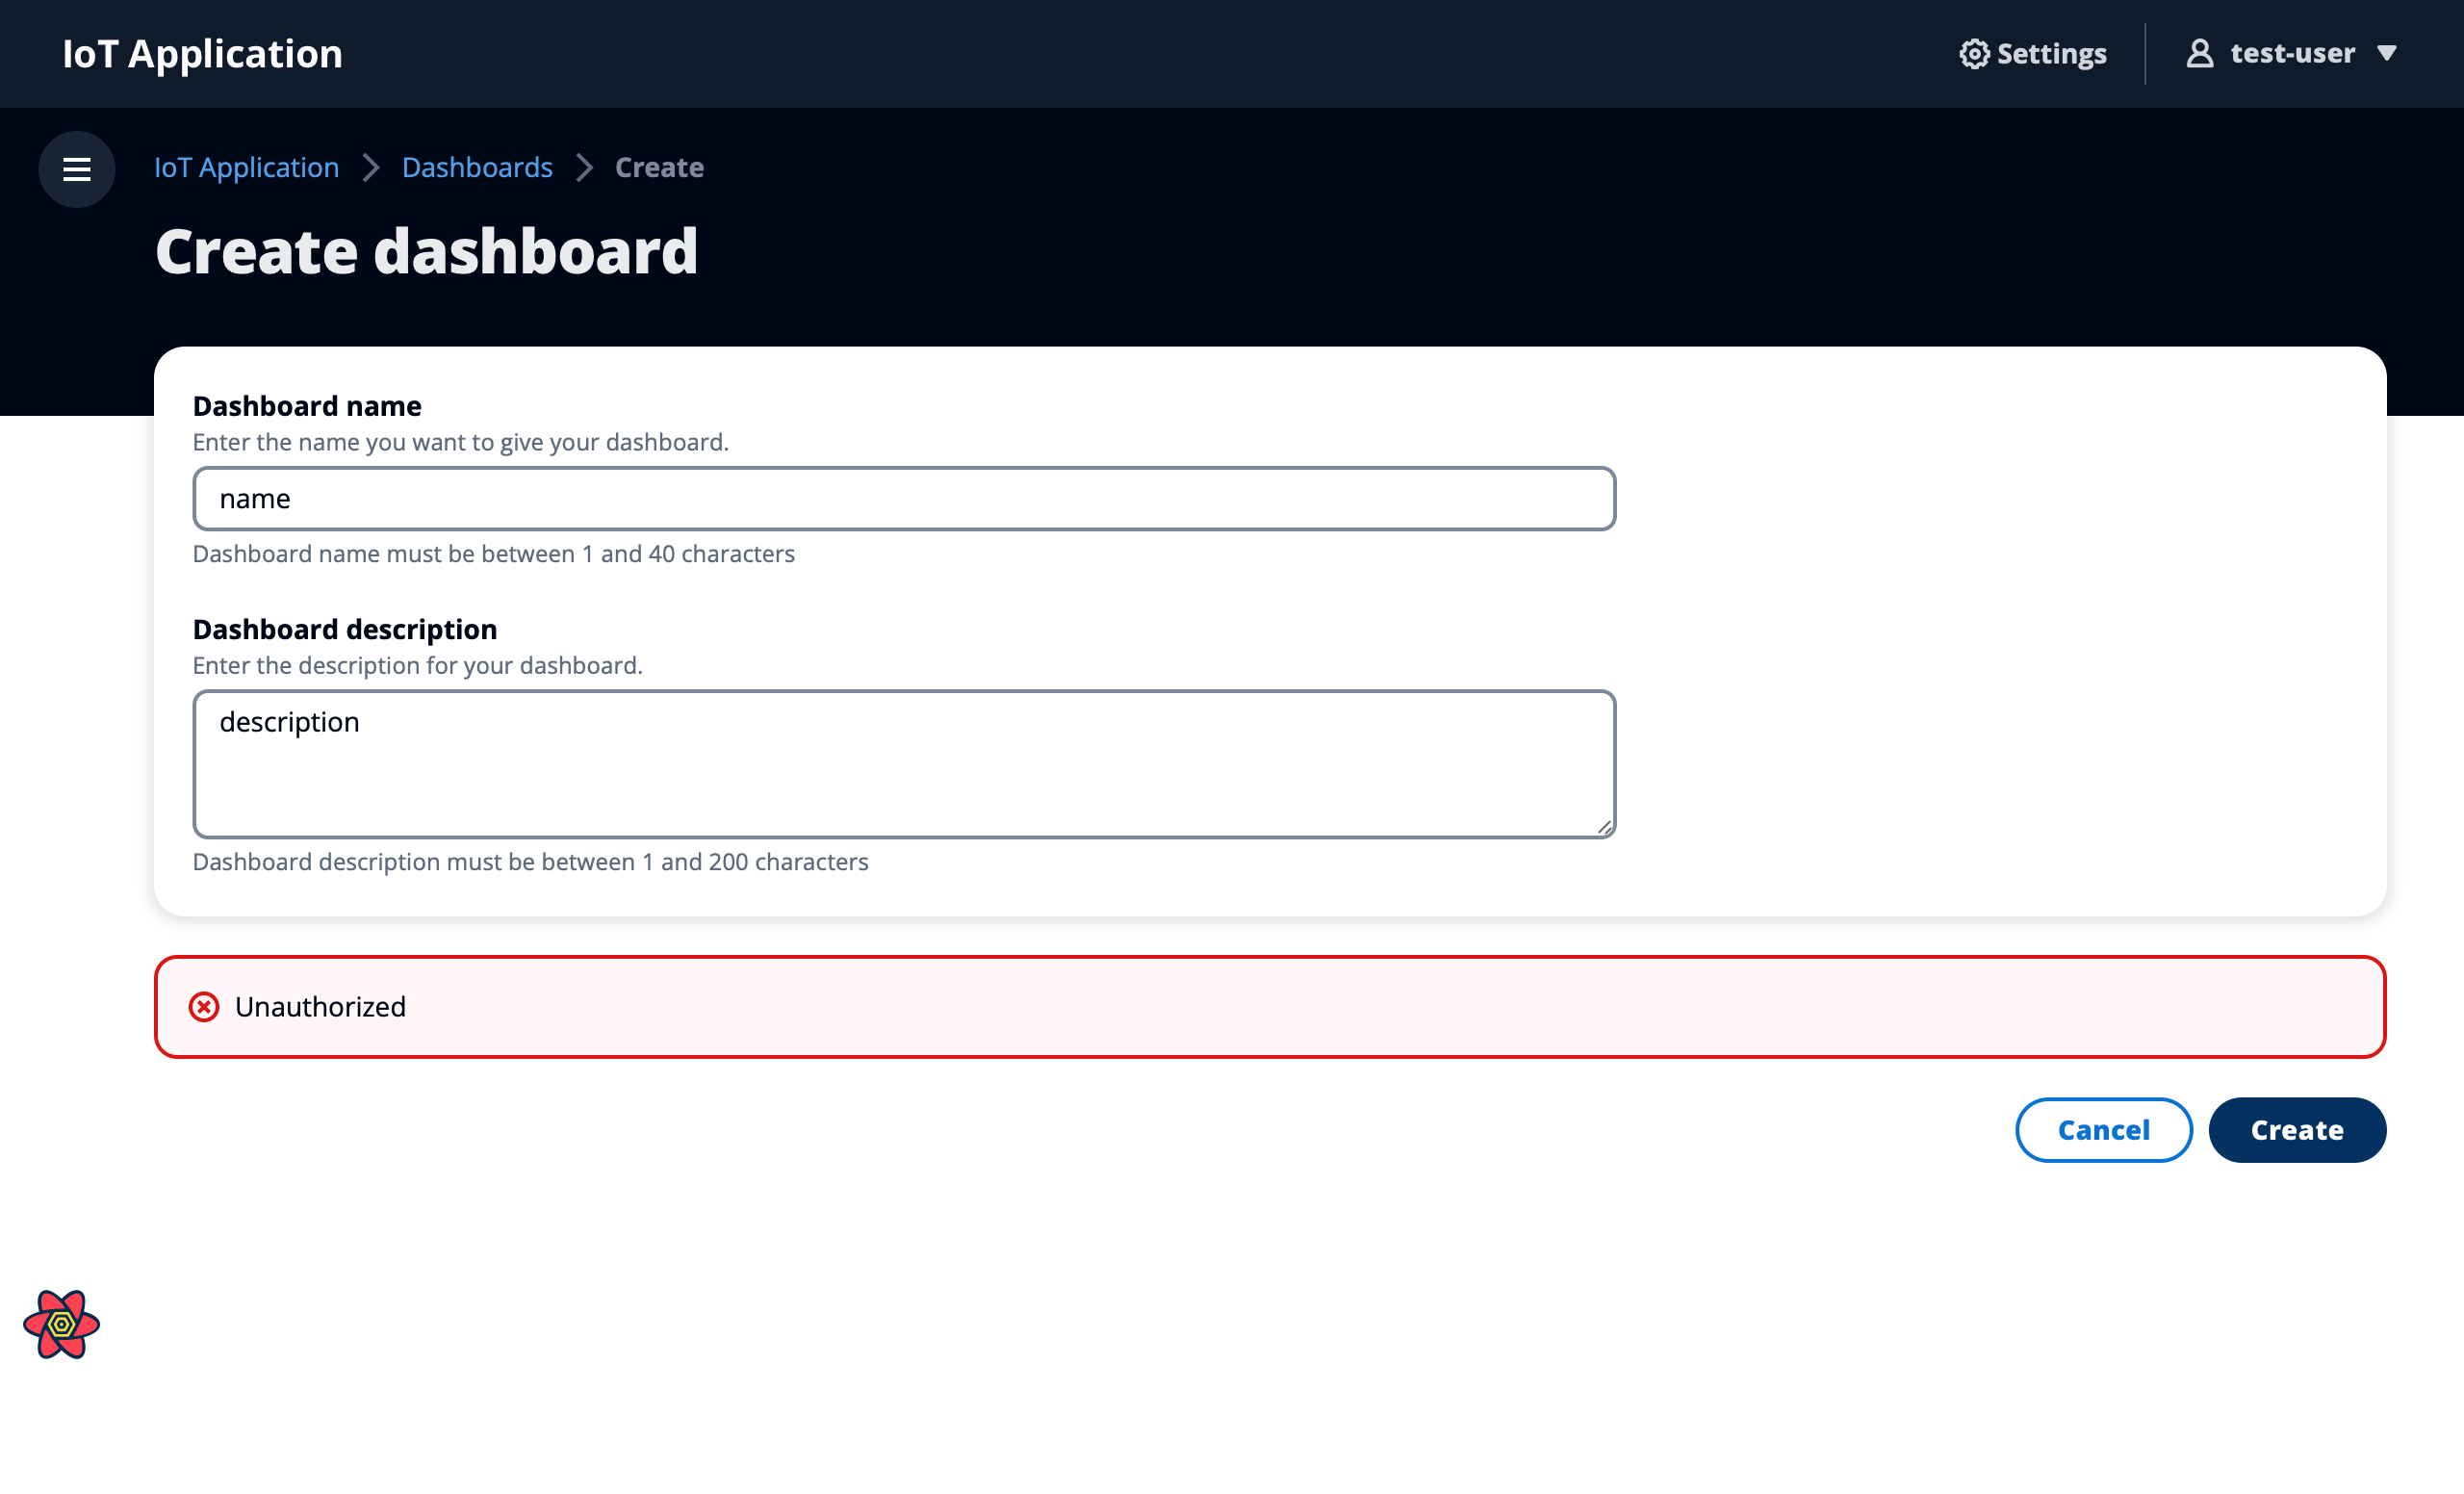 IoT Application
Settings
test-user
IoT Application > Dashboards > Create
Create dashboard
Dashboard name
Enter the name you want to give your dashboard.
name
Dashboard name must be between 1 and 40 characters
Dashboard description
Enter the description for your dashboard.
description
Dashboard description must be between 1 and 200 characters
Unauthorized
Cancel
Create